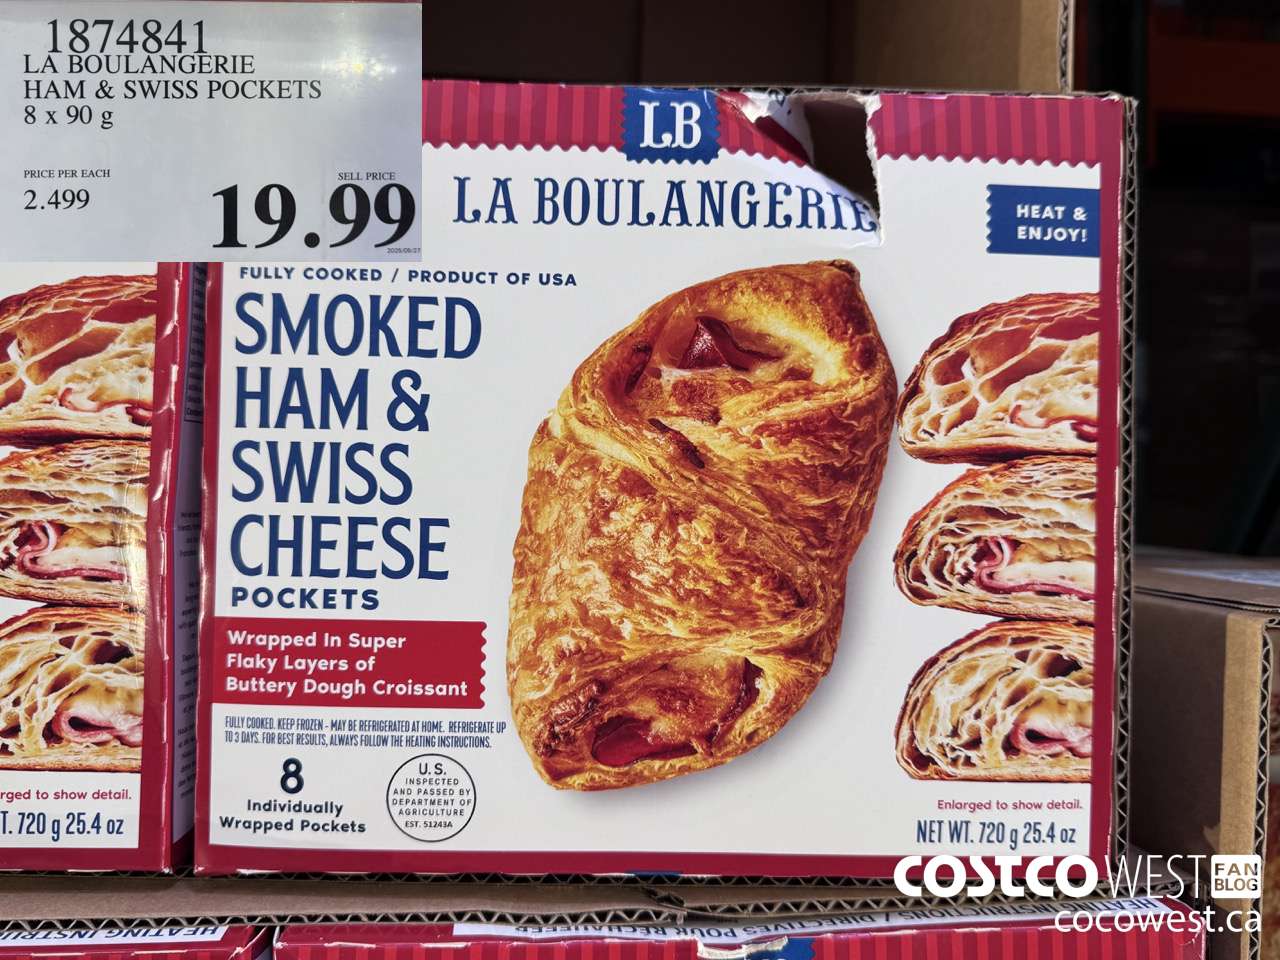 1874841
LA BOULANGERIE
HAM & SWISS POCKETS
8 x 90 g
PRICE PER EACH
2.499
SELL PRICE
19.99
LB
LA BOULANGERIE
HEAT &
ENJOY!
FULLY COOKED / PRODUCT OF USA
SMOKED
HAM &
SWISS
CHEESE
POCKETS
Wrapped In Super
Flaky Layers of
Buttery Dough Croissant
FULLY COOKED. KEEP FROZEN - MAY BE REFRIGERATED AT HOME. REFRIGERATE UP
TO 3 DAYS. FOR BEST RESULTS, ALWAYS FOLLOW THE HEATING INSTRUCTIONS.
8
Individually
Wrapped Pockets
U.S.
INSPECTED
AND PASSED BY
DEPARTMENT OF
AGRICULTURE
EST. 51243A
Enlarged to show detail.
NET WT. 720 g 25.4 oz
rged to show detail.
T. 720 g 25.4 oz
COSTCO WEST FAN
BLOG
cocowest.ca